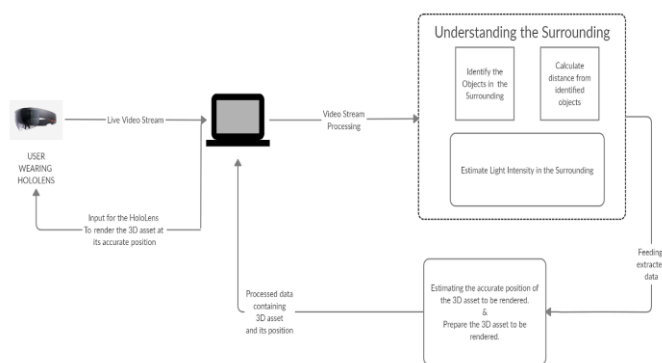 Understanding the Surrounding
Identify the
Objects in the
Surrounding
Calculate
distance from
identified
objects
Live Video Stream
Video Stream
Processing
USER
WEARING
HOLOLENS
Estimate Light Intensity in the Surrounding
Input for the HoloLens
To render the 3D asset at
its accurate position
Feeding
extracte
data
Processed data
containing
3D asset
and its position
Estimating the accurate position of
the 3D asset to be rendered.
&
Prepare the 3D asset to be
rendered.